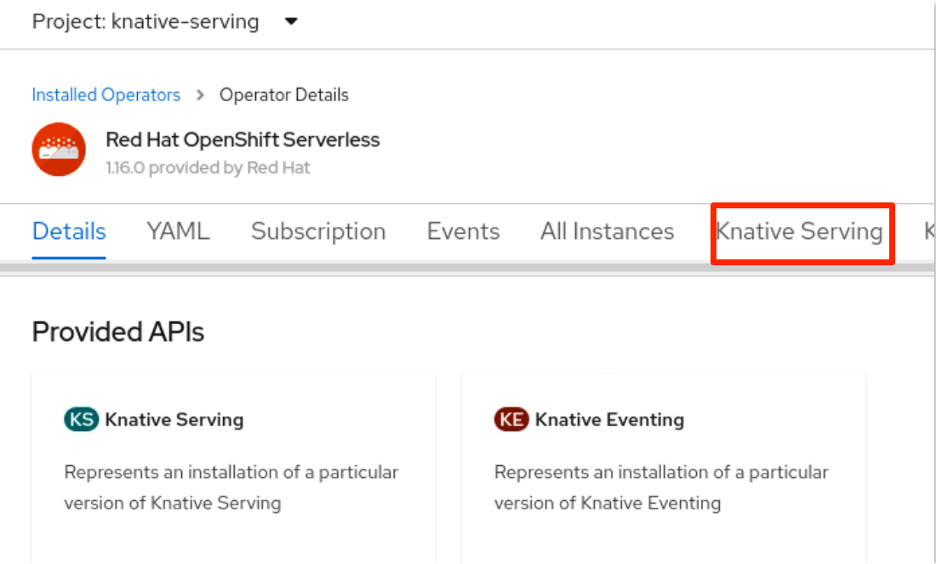 Project: knative-serving
Installed Operators > Operator Details
Red Hat OpenShift Serverless
1.16.0 provided by Red Hat
Details YAML Subscription Events All Instances Knative Serving K
Provided APIs
KS Knative Serving
Represents an installation of a particular
version of Knative Serving
KE Knative Eventing
Represents an installation of a particular
version of Knative Eventing